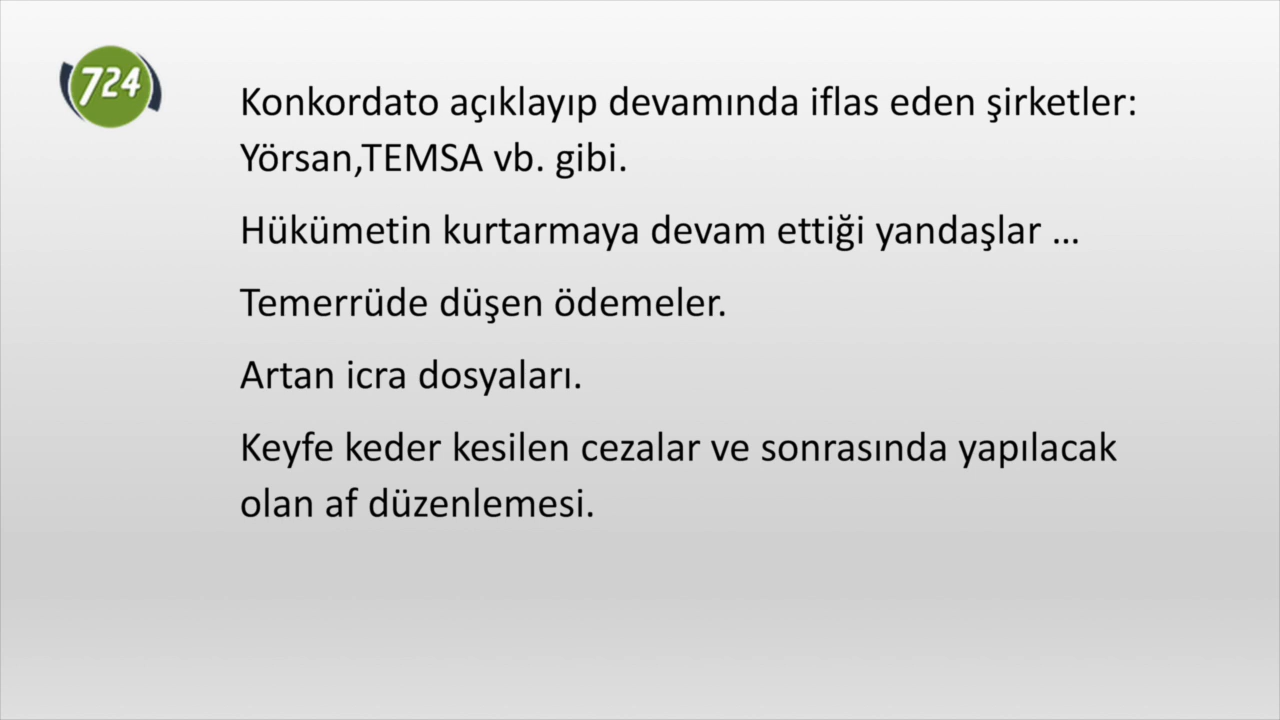 724
Konkordato açıklayıp devamında iflas eden şirketler:
Yörsan,TEMSA vb. gibi.
Hükümetin kurtarmaya devam ettiği yandaşlar ...
Temerrüde düşen ödemeler.
Artan icra dosyaları.
Keyfe keder kesilen cezalar ve sonrasında yapılacak
olan af düzenlemesi.